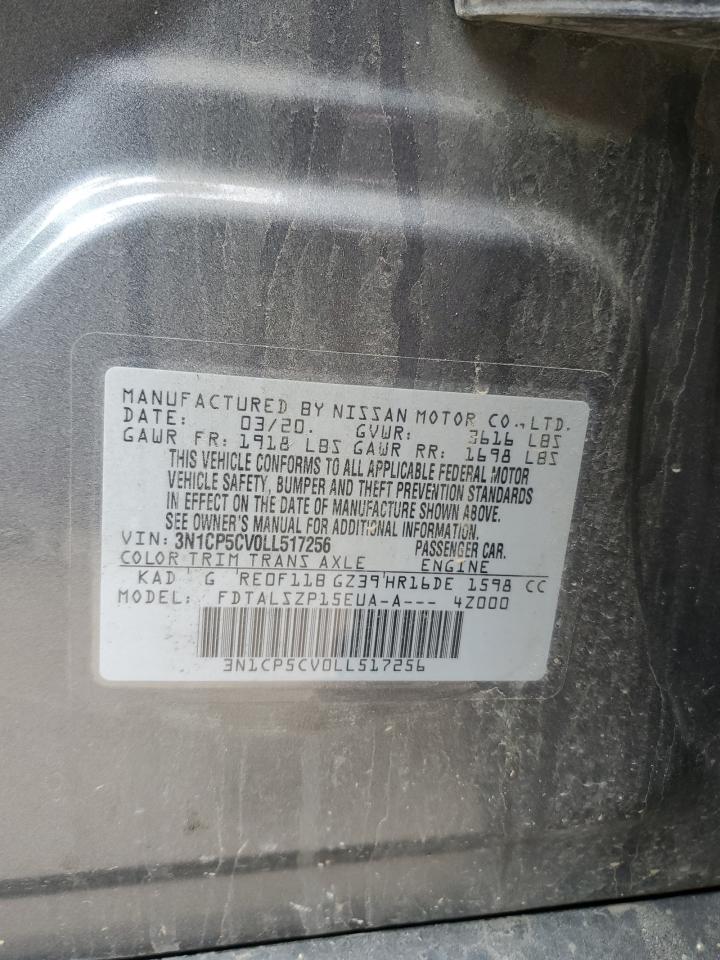 MANUFACTURED BY NISSAN MOTOR CO., LTD.
DATE: 03/20. GVWR: 3616 LBS
GAWR FR: 1918 LBS GAWR RR: 1698 LBS
THIS VEHICLE CONFORMS TO ALL APPLICABLE FEDERAL MOTOR
VEHICLE SAFETY, BUMPER AND THEFT PREVENTION STANDARDS
IN EFFECT ON THE DATE OF MANUFACTURE SHOWN ABOVE.
SEE OWNER'S MANUAL FOR ADDITIONAL INFORMATION.
VIN: 3N1CP5CV0LL517256 PASSENGER CAR.
COLOR TRIM TRANS AXLE ENGINE
KAD G RE0F11B GZ39 HR16DE 1598 CC
MODEL: FDTALSZP15EUA-A--- 4Z000
3N1CP5CV0LL517256